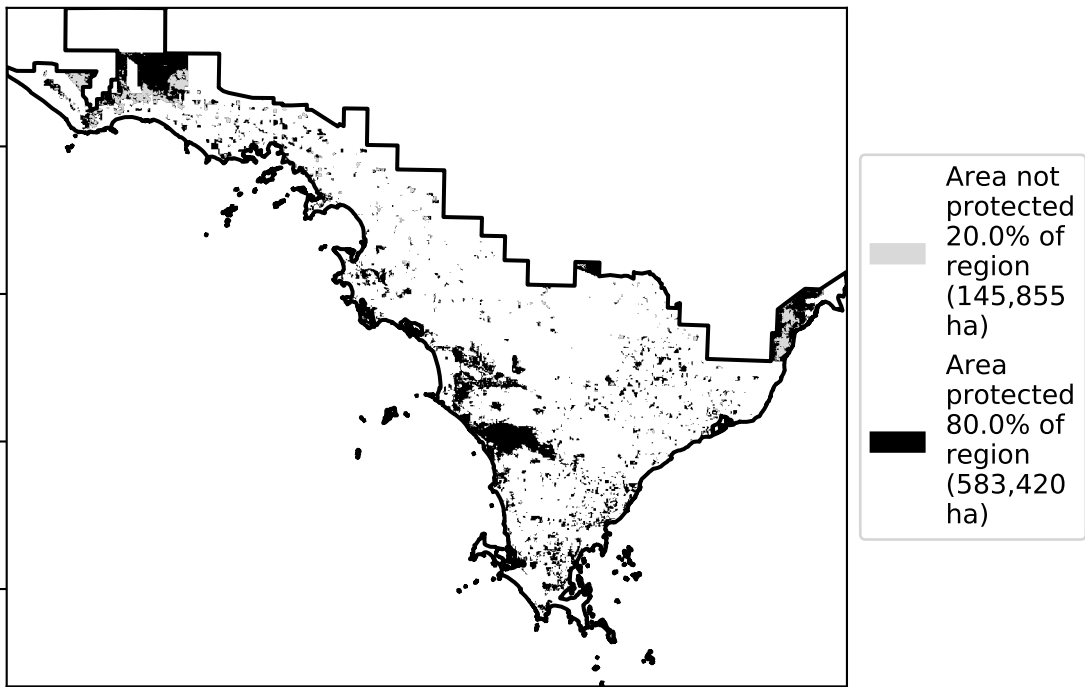 Area not
protected
20.0% of
region
(145,855
ha)
Area
protected
80.0% of
region
(583,420
ha)